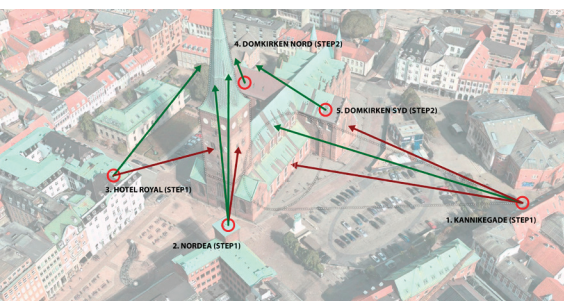 4. DOMKIRKEN NORD (STEP2)
5. DOMKIRKEN SYD (STEP2)
3. HOTEL ROYAL (STEP1)
1. KANNIKEGADE (STEP1)
2. NORDEA (STEP1)